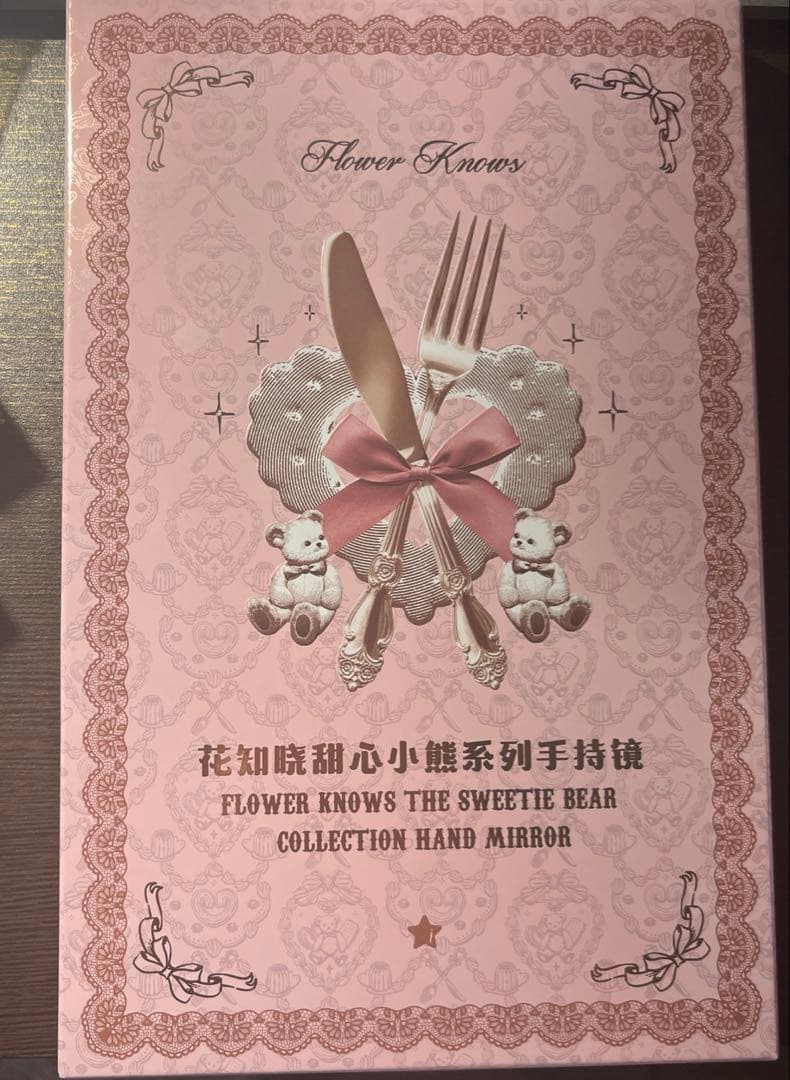 Flower Knows
花知晓甜心小熊系列手持镜
FLOWER KNOWS THE SWEETIE BEAR
COLLECTION HAND MIRROR